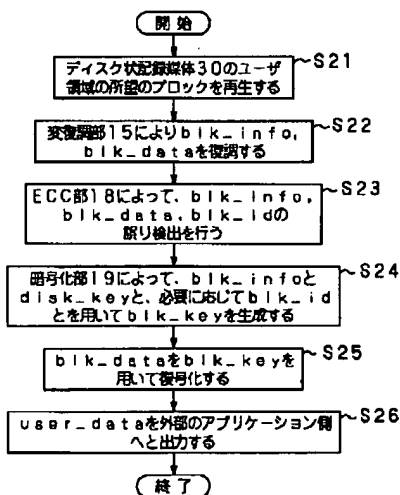 開始
ディスク状記録媒体30のユーザ
領域の所望のブロックを再生する
S21
変復調部15によりblk_info,
blk_dataを復調する
S22
ECC部18によって、blk_info,
blk_data,blk_idの
誤り検出を行う
S23
暗号化部19によって、blk_infoと
disk_keyと、必要に応じてblk_id
とを用いてblk_keyを生成する
S24
blk_dataをblk_keyを
用いて復号化する
S25
user_dataを外部のアプリケーション側
へと出力する
S26
終了